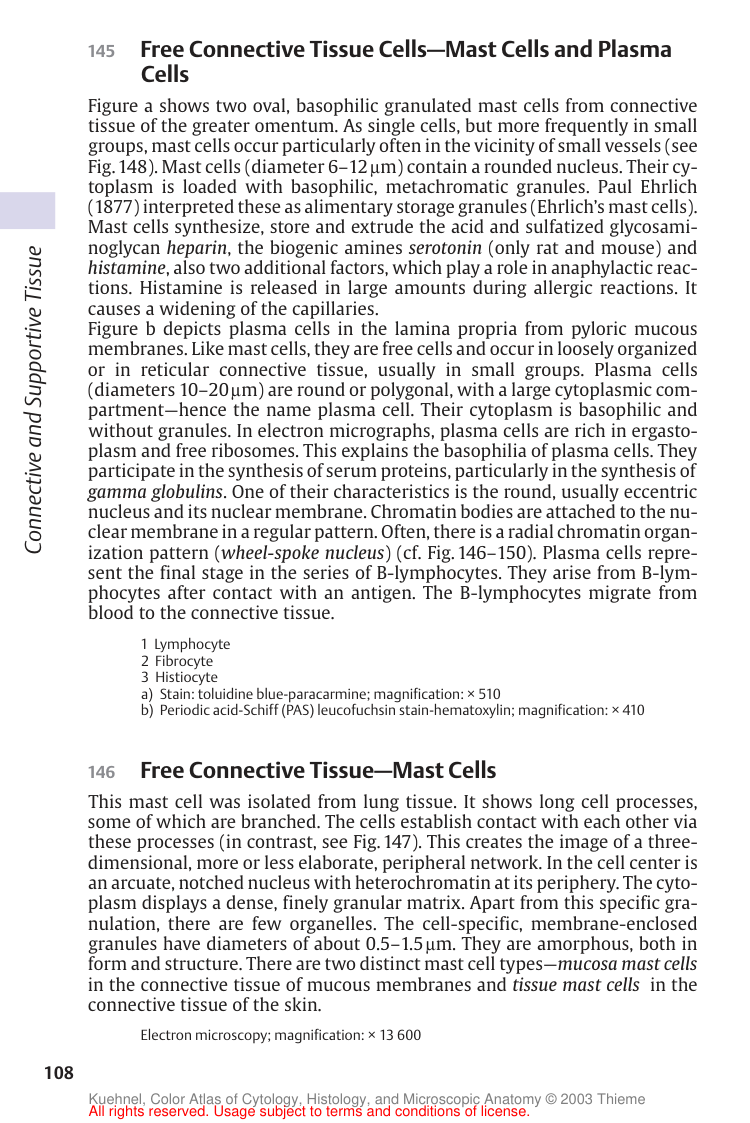 145 Free Connective Tissue Cells—Mast Cells and Plasma
Cells
Figure a shows two oval, basophilic granulated mast cells from connective
tissue of the greater omentum. As single cells, but more frequently in small
groups, mast cells occur particularly often in the vicinity of small vessels (see
Fig. 148). Mast cells (diameter 6–12 µm) contain a rounded nucleus. Their cy-
toplasm is loaded with basophilic, metachromatic granules. Paul Ehrlich
(1877) interpreted these as alimentary storage granules (Ehrlich’s mast cells).
Mast cells synthesize, store and extrude the acid and sulfatized glycosami-
noglycan heparin, the biogenic amines serotonin (only rat and mouse) and
histamine, also two additional factors, which play a role in anaphylactic reac-
tions. Histamine is released in large amounts during allergic reactions. It
causes a widening of the capillaries.
Figure b depicts plasma cells in the lamina propria from pyloric mucous
membranes. Like mast cells, they are free cells and occur in loosely organized
or in reticular connective tissue, usually in small groups. Plasma cells
(diameters 10–20 µm) are round or polygonal, with a large cytoplasmic com-
partment—hence the name plasma cell. Their cytoplasm is basophilic and
without granules. In electron micrographs, plasma cells are rich in ergasto-
plasm and free ribosomes. This explains the basophilia of plasma cells. They
participate in the synthesis of serum proteins, particularly in the synthesis of
gamma globulins. One of their characteristics is the round, usually eccentric
nucleus and its nuclear membrane. Chromatin bodies are attached to the nu-
clear membrane in a regular pattern. Often, there is a radial chromatin organ-
ization pattern (wheel-spoke nucleus) (cf. Fig. 146–150). Plasma cells repre-
sent the final stage in the series of B-lymphocytes. They arise from B-lym-
phocytes after contact with an antigen. The B-lymphocytes migrate from
blood to the connective tissue.
1 Lymphocyte
2 Fibrocyte
3 Histiocyte
a) Stain: toluidine blue-paracarmine; magnification: × 510
b) Periodic acid-Schiff (PAS) leucofuchsin stain-hematoxylin; magnification: × 410
146 Free Connective Tissue—Mast Cells
This mast cell was isolated from lung tissue. It shows long cell processes,
some of which are branched. The cells establish contact with each other via
these processes (in contrast, see Fig. 147). This creates the image of a three-
dimensional, more or less elaborate, peripheral network. In the cell center is
an arcuate, notched nucleus with heterochromatin at its periphery. The cyto-
plasm displays a dense, finely granular matrix. Apart from this specific gra-
nulation, there are few organelles. The cell-specific, membrane-enclosed
granules have diameters of about 0.5–1.5 µm. They are amorphous, both in
form and structure. There are two distinct mast cell types—mucosa mast cells
in the connective tissue of mucous membranes and tissue mast cells in the
connective tissue of the skin.
Electron microscopy; magnification: × 13 600
Connective and Supportive Tissue
108
Kuehnel, Color Atlas of Cytology, Histology, and Microscopic Anatomy © 2003 Thieme
All rights reserved. Usage subject to terms and conditions of license.